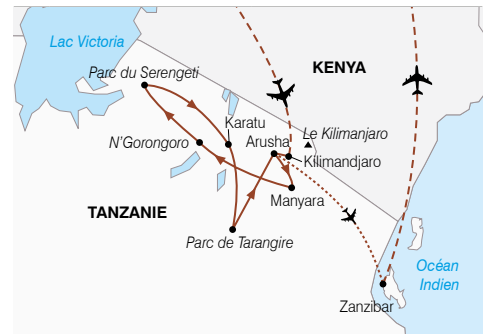 Lac Victoria
KENYA
Parc du Serengeti
Karatu
Le Kilimanjaro
N'Gorongoro
Arusha
Kilimandjaro
Manyara
TANZANIE
Parc de Tarangire
Océan
Indien
Zanzibar